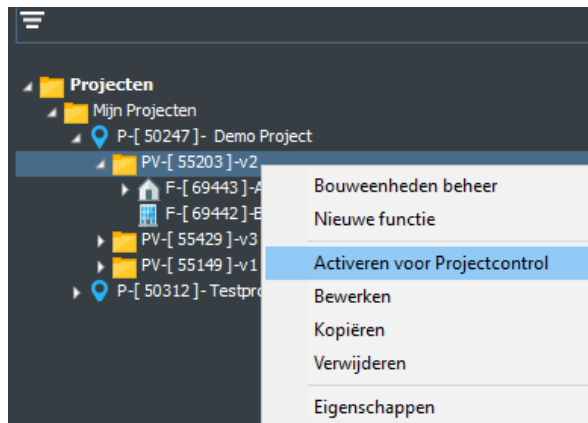 Projecten
Mijn Projecten
P-[ 50247 ]- Demo Project
PV-[ 55203 ]-v2
F-[ 69443 ]-A
F-[ 69442 ]-E
PV-[ 55429 ]-v3
PV-[ 55149 ]-v1
P-[ 50312 ]- Testpro
Bouweenheden beheer
Nieuwe functie
Activeren voor Projectcontrol
Bewerken
Kopiëren
Verwijderen
Eigenschappen